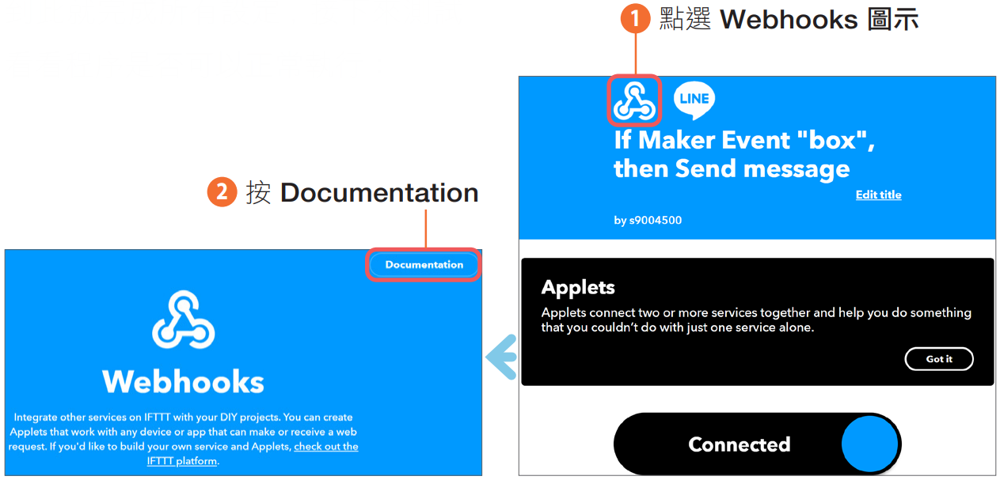 1 點選 Webhooks 圖示
LINE
If Maker Event "box",
then Send message
Edit title
by s9004500
Applets
Applets connect two or more services together and help you do something
that you couldn't do with just one service alone.
Got it
Connected
2 按 Documentation
Documentation
Webhooks
Integrate other services on IFTTT with your DIY projects. You can create
Applets that work with any device or app that can make or receive a web
request. If you'd like to build your own service and Applets, check out the
IFTTT platform.